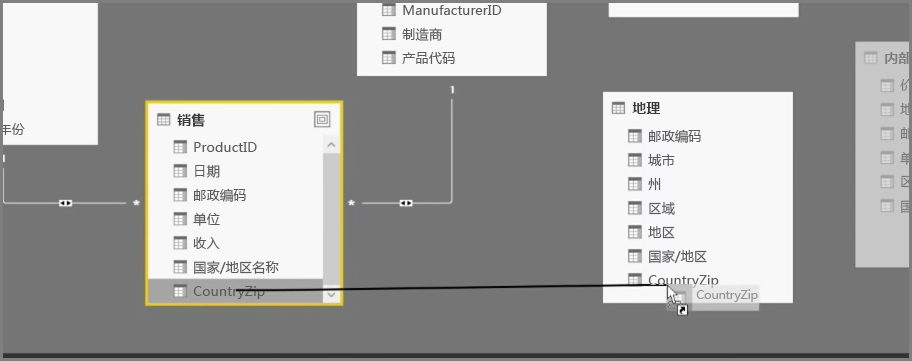 ManufacturerID
制造商
产品代码
1
年份
销售
ProductID
日期
邮政编码
单位
收入
国家/地区名称
CountryZip
*
*
地理
邮政编码
城市
州
区域
地区
国家/地区
CountryZip
CountryZip
内部
价
地
邮
单
区
国